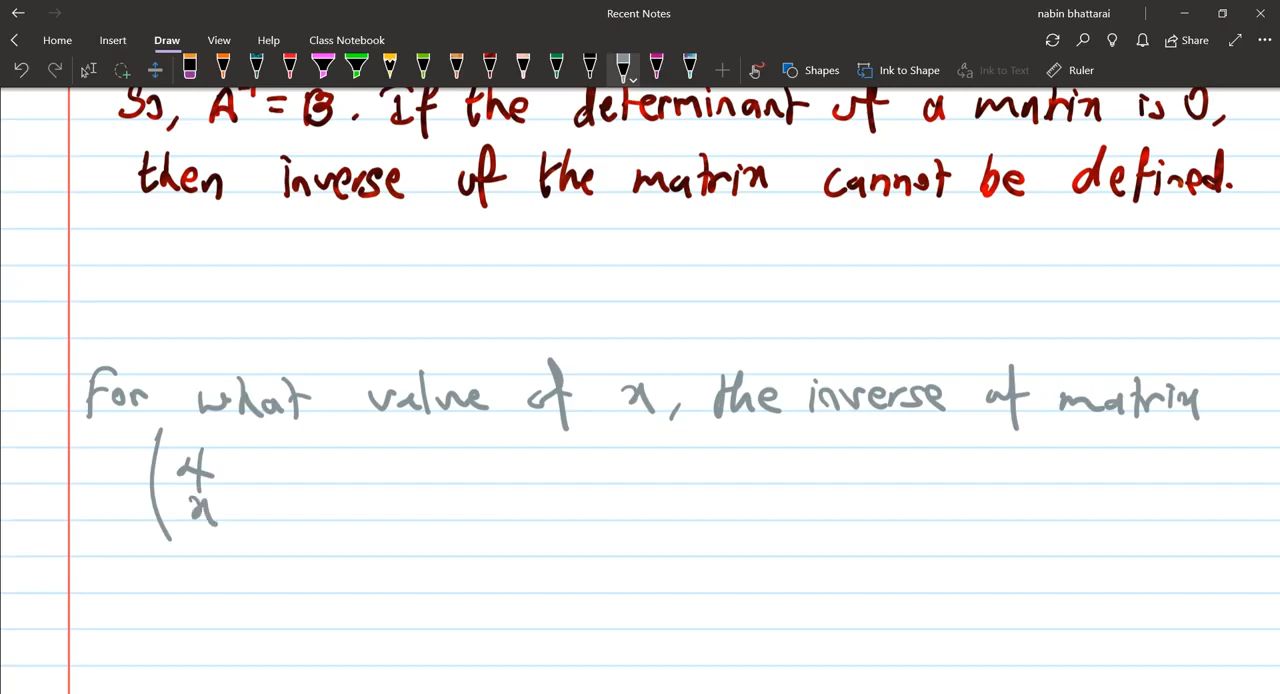 Recent Notes
nabin bhattarai
Home Insert Draw View Help Class Notebook
Share
Shapes Ink to Shape Ink to Text Ruler
So, A⁻¹ = B. If the determinant of a matrix is 0,
then inverse of the matrix cannot be defined.
For what value of x, the inverse of matrix
( 4
x